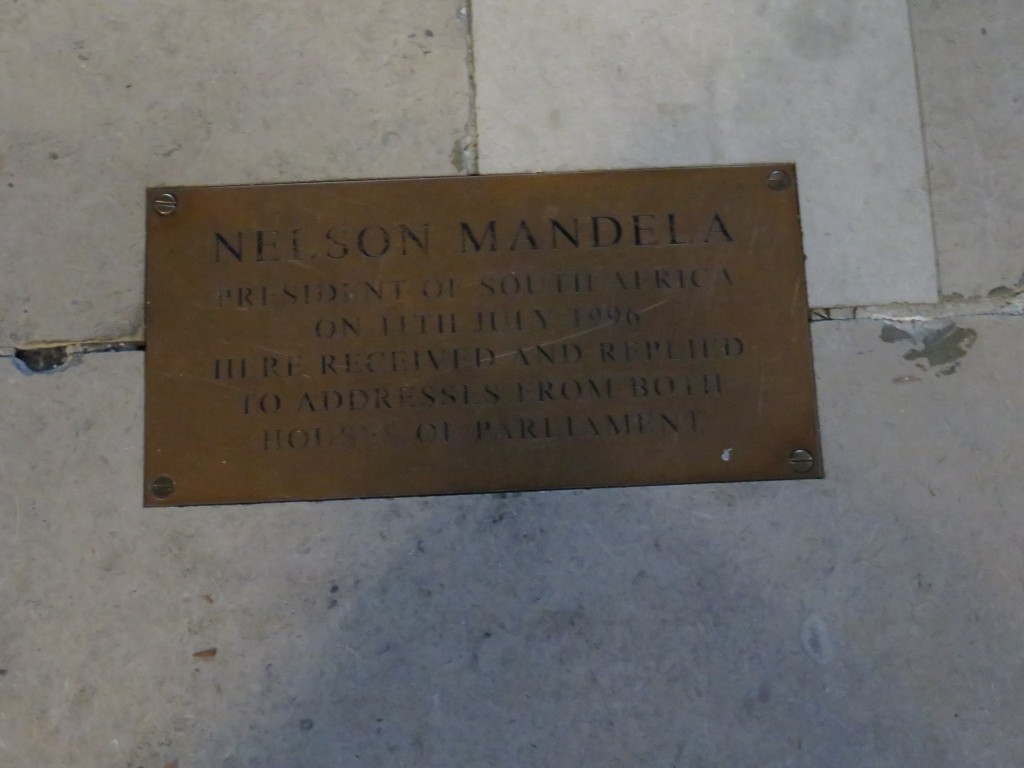 NELSON MANDELA
PRESIDENT OF SOUTH AFRICA
ON 11TH JULY 1996
HERE RECEIVED AND REPLIED
TO ADDRESSES FROM BOTH
HOUSES OF PARLIAMENT